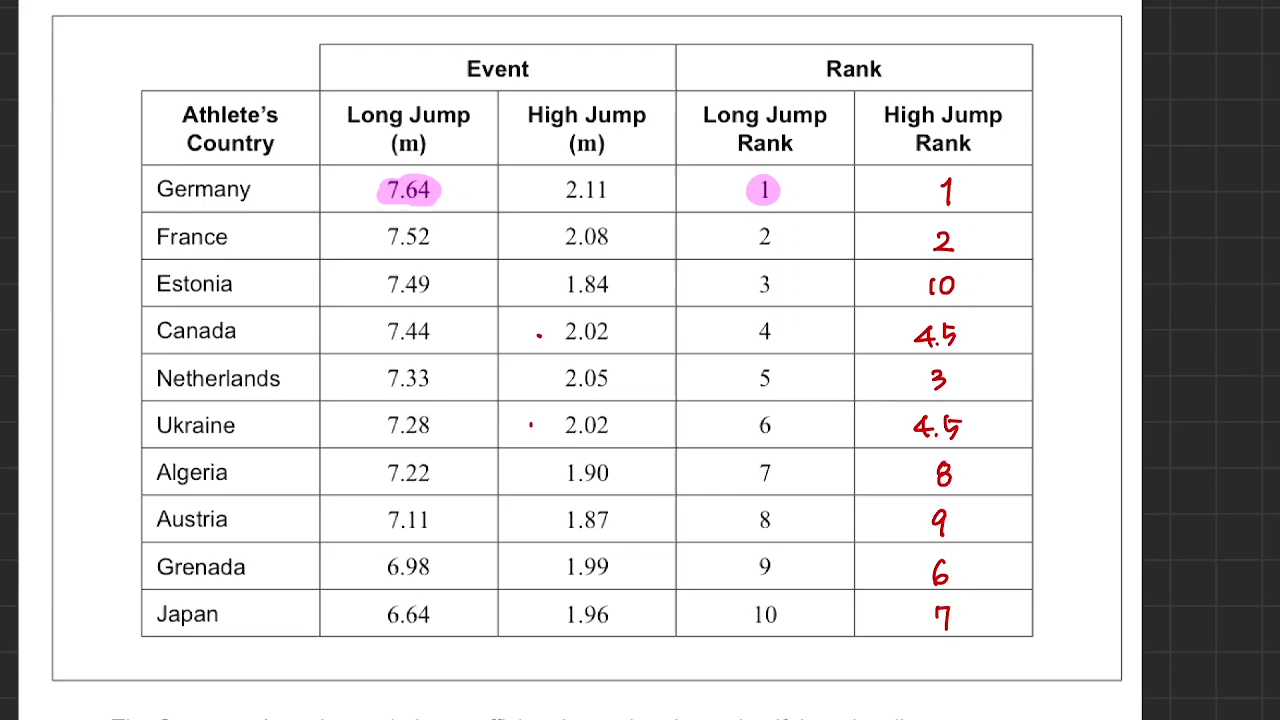 Event Rank
Athlete's Country Long Jump (m) High Jump (m) Long Jump Rank High Jump Rank
Germany 7.64 2.11 1 1
France 7.52 2.08 2 2
Estonia 7.49 1.84 3 10
Canada 7.44 2.02 4 4.5
Netherlands 7.33 2.05 5 3
Ukraine 7.28 2.02 6 4.5
Algeria 7.22 1.90 7 8
Austria 7.11 1.87 8 9
Grenada 6.98 1.99 9 6
Japan 6.64 1.96 10 7